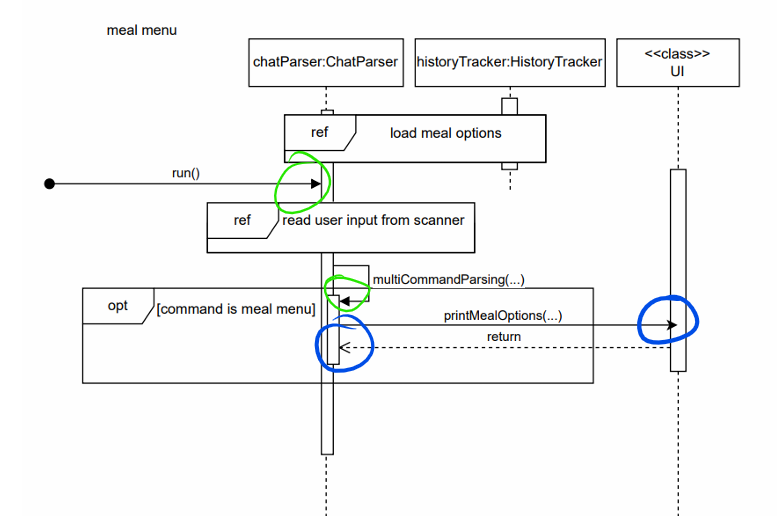 meal menu
chatParser:ChatParser
historyTracker:HistoryTracker
<<class>>
UI
ref
load meal options
run()
ref
read user input from scanner
multiCommandParsing(...)
opt
[command is meal menu]
printMealOptions(...)
return